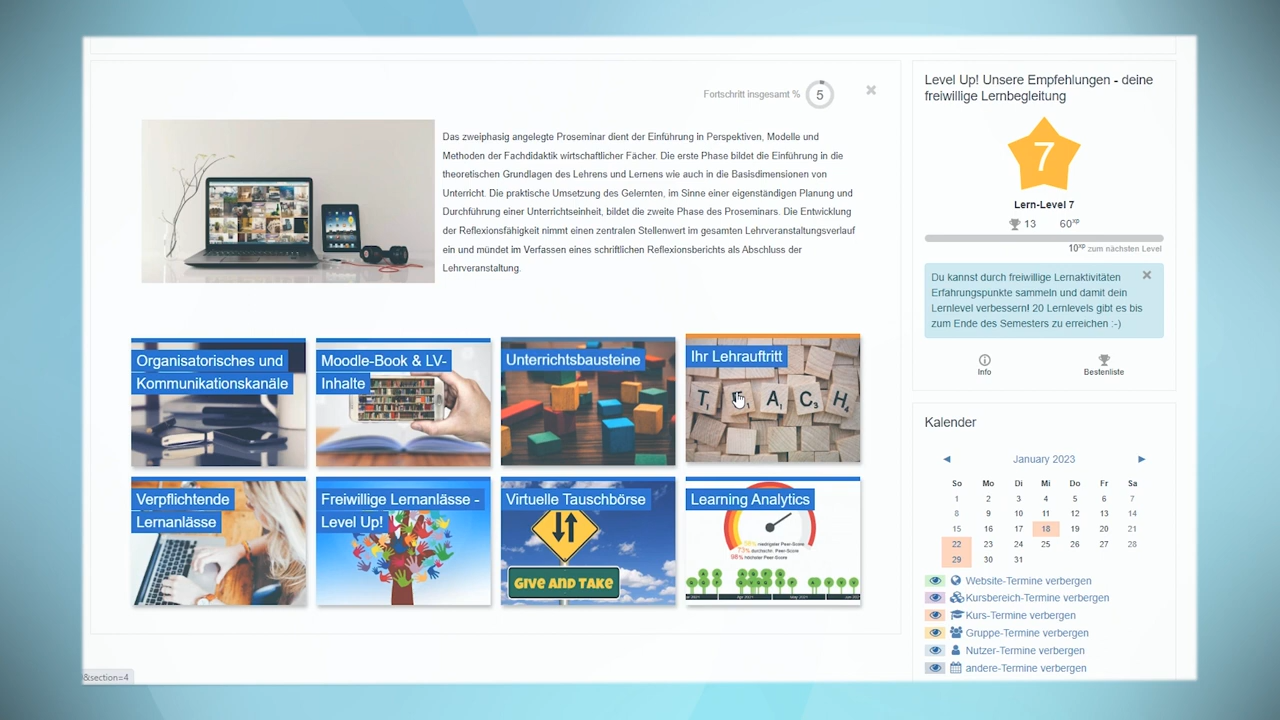 Fortschritt insgesamt % 5
Das zweiphasig angelegte Proseminar dient der Einführung in Perspektiven, Modelle und
Methoden der Fachdidaktik wirtschaftlicher Fächer. Die erste Phase bildet die Einführung in die
theoretischen Grundlagen des Lehrens und Lernens wie auch in die Basisdimensionen von
Unterricht. Die praktische Umsetzung des Gelernten, im Sinne einer eigenständigen Planung und
Durchführung einer Unterrichtseinheit, bildet die zweite Phase des Proseminars. Die Entwicklung
der Reflexionsfähigkeit nimmt einen zentralen Stellenwert im gesamten Lehrveranstaltungsverlauf
ein und mündet im Verfassen eines schriftlichen Reflexionsberichts als Abschluss der
Lehrveranstaltung.
Organisatorisches und
Kommunikationskanäle
Moodle-Book & LV-
Inhalte
Unterrichtsbausteine
Ihr Lehrauftritt
T A C H
Verpflichtende
Lernanlässe
Freiwillige Lernanlässe -
Level Up!
Virtuelle Tauschbörse
GIVE AND TAKE
Learning Analytics
&section=4
Level Up! Unsere Empfehlungen - deine
freiwillige Lernbegleitung
7
Lern-Level 7
13 60xp
10xp zum nächsten Level
Du kannst durch freiwillige Lernaktivitäten
Erfahrungspunkte sammeln und damit dein
Lernlevel verbessern! 20 Lernlevels gibt es bis
zum Ende des Semesters zu erreichen :-)
Info Bestenliste
Kalender
◄ January 2023 ►
So Mo Di Mi Do Fr Sa
1 2 3 4 5 6 7
8 9 10 11 12 13 14
15 16 17 18 19 20 21
22 23 24 25 26 27 28
29 30 31
Website-Termine verbergen
Kursbereich-Termine verbergen
Kurs-Termine verbergen
Gruppe-Termine verbergen
Nutzer-Termine verbergen
andere-Termine verbergen